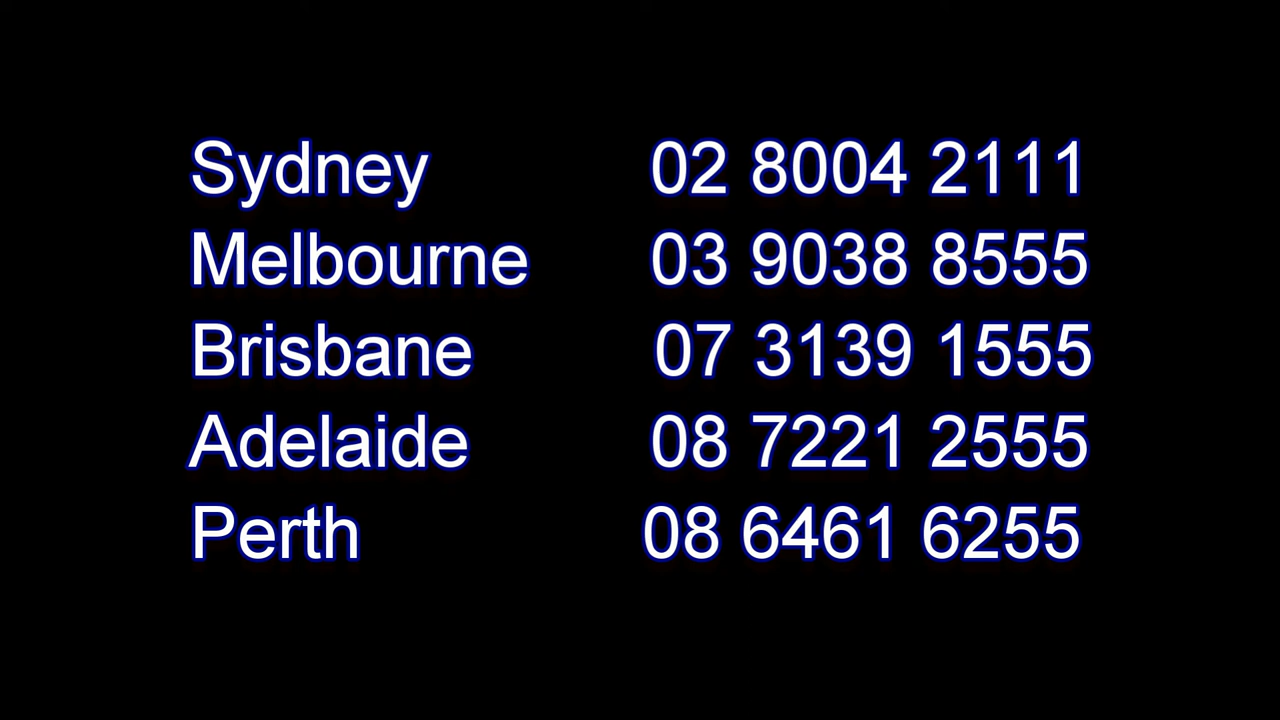 Sydney 02 8004 2111
Melbourne 03 9038 8555
Brisbane 07 3139 1555
Adelaide 08 7221 2555
Perth 08 6461 6255